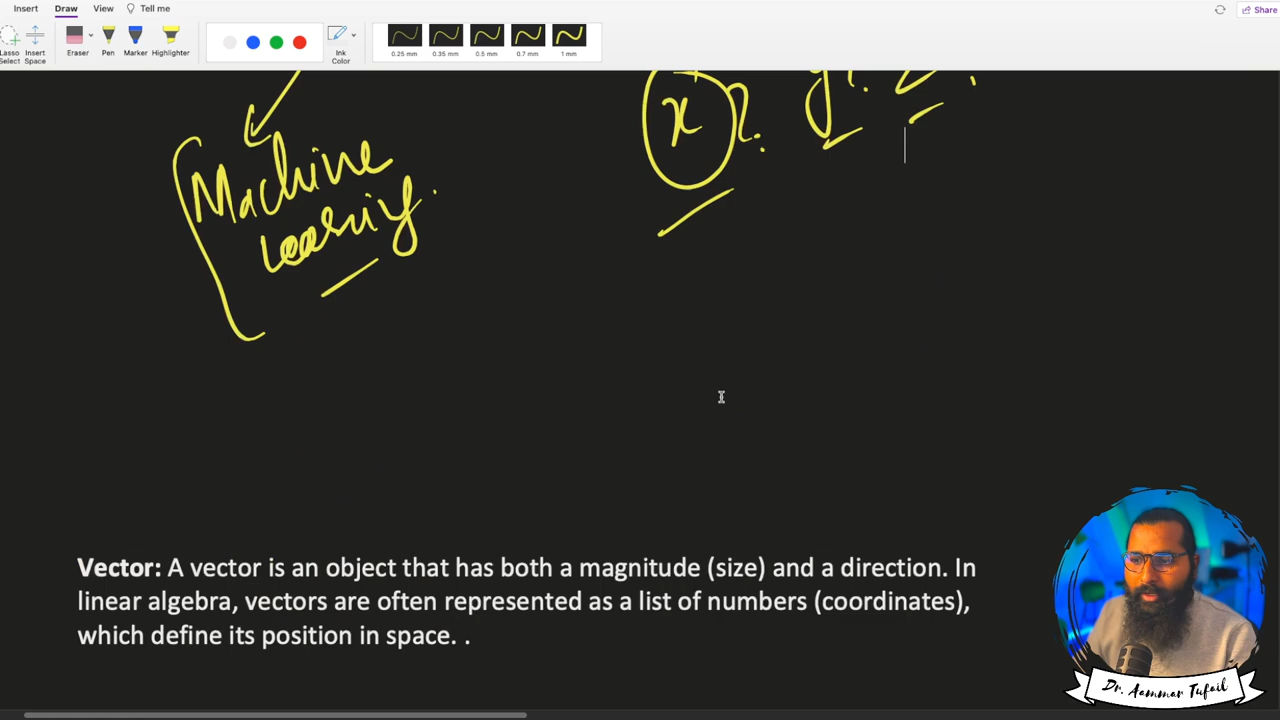 Insert Draw View Tell me
Share
Lasso Select
Insert Space
Eraser
Pen
Marker
Highlighter
Ink Color
0.25 mm
0.35 mm
0.5 mm
0.7 mm
1 mm
x ? y ? z ?
Machine
Learning.
Vector: A vector is an object that has both a magnitude (size) and a direction. In
linear algebra, vectors are often represented as a list of numbers (coordinates),
which define its position in space. .
Dr. Aammar Tufail